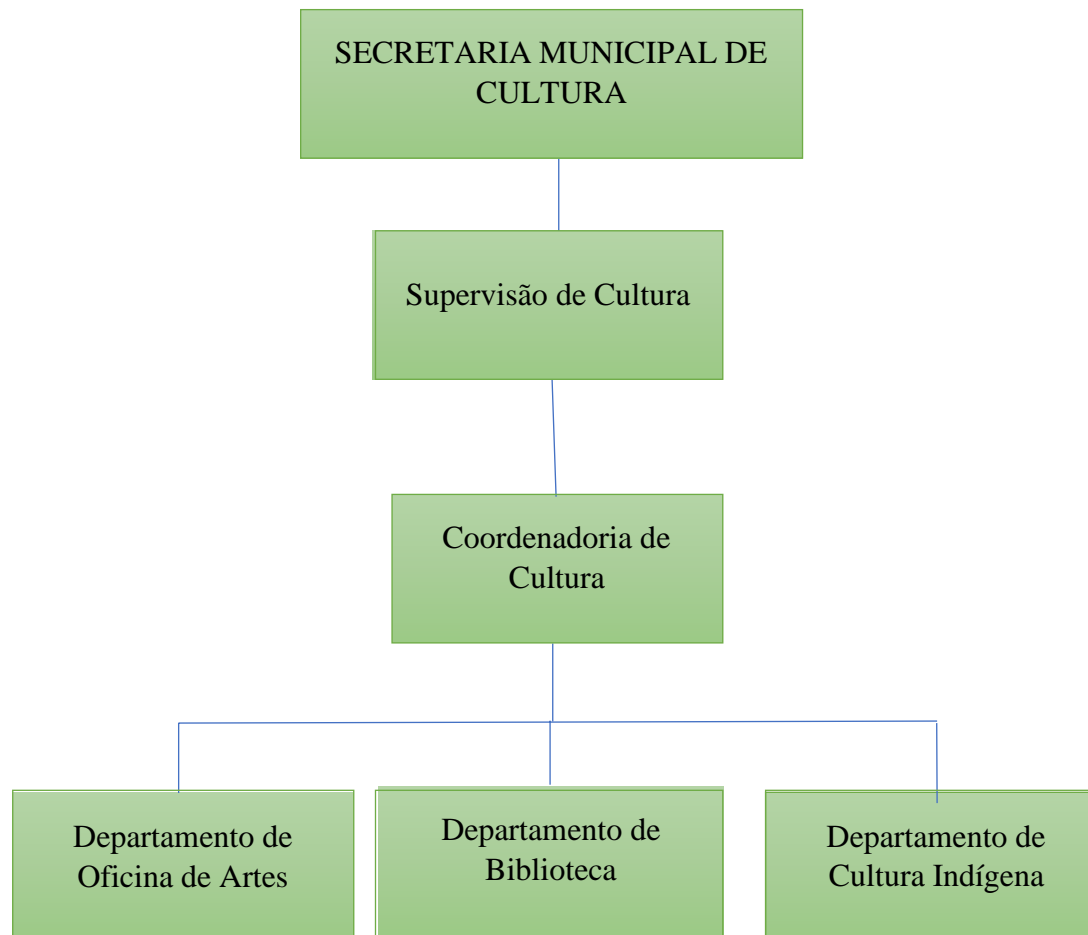 SECRETARIA MUNICIPAL DE
CULTURA
Supervisão de Cultura
Coordenadoria de
Cultura
Departamento de
Oficina de Artes
Departamento de
Biblioteca
Departamento de
Cultura Indígena